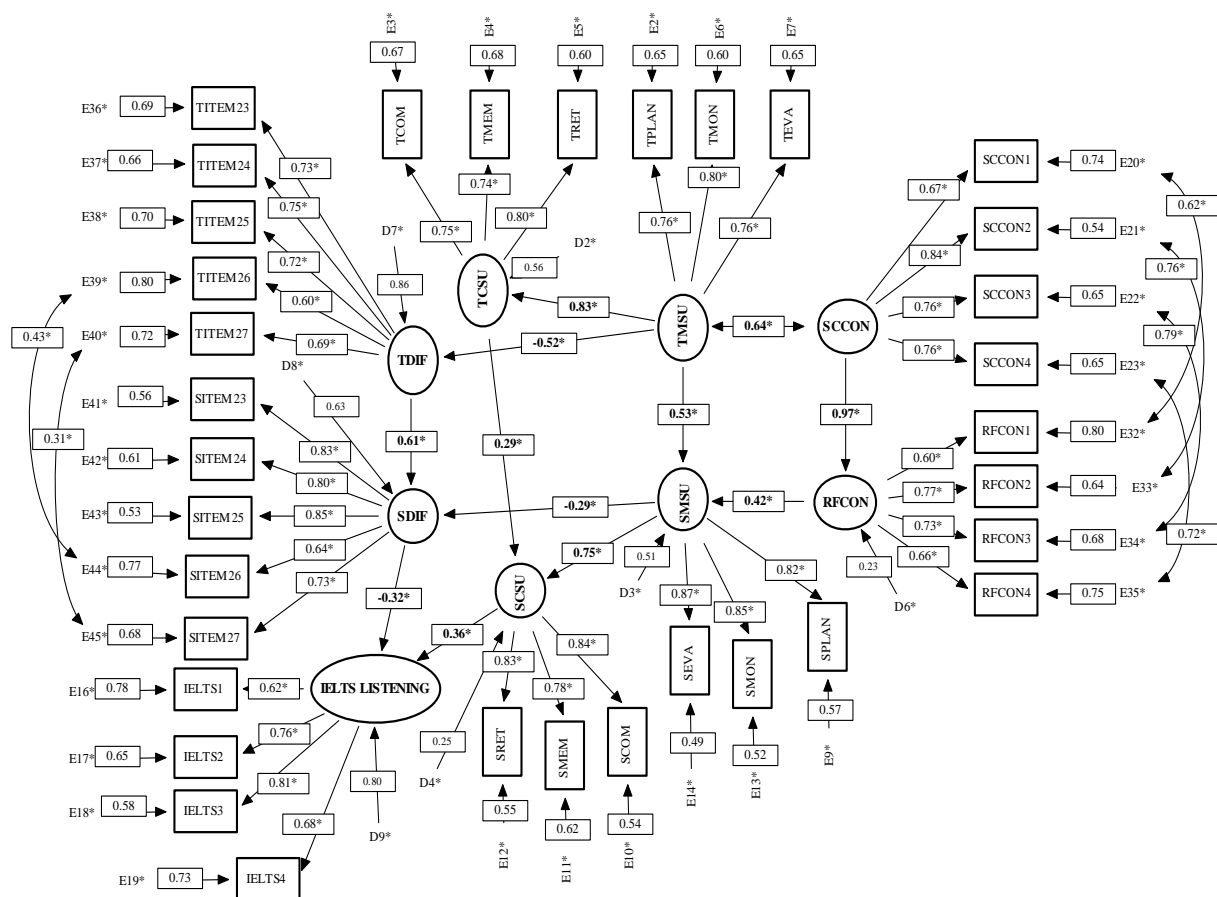 E3* E4* E5* E2* E6* E7*
0.67 0.68 0.60 0.65 0.60 0.65
TCOM TMEM TRET TPLAN TMON TEVA
E36* 0.69 TITEM23
E37* 0.66 TITEM24
E38* 0.70 TITEM25
E39* 0.80 TITEM26
E40* 0.72 TITEM27
E41* 0.56 SITEM23
E42* 0.61 SITEM24
E43* 0.53 SITEM25
E44* 0.77 SITEM26
E45* 0.68 SITEM27
0.43*
0.31*
0.73*
0.75*
0.72*
0.60*
0.69*
D7*
0.86
TDIF
D8*
0.63
0.61*
0.83*
0.80*
0.85*
0.64*
0.73*
SDIF
-0.32*
0.75* 0.74* 0.80*
D2*
0.56
TCSU
0.83*
-0.52*
0.29*
0.76* 0.80* 0.76*
TMSU
0.64*
0.53*
SCCON
0.67*
0.84*
0.76*
0.76*
SCCON1 0.74 E20*
SCCON2 0.54 E21*
SCCON3 0.65 E22*
SCCON4 0.65 E23*
0.62*
0.76*
0.79*
0.72*
0.97*
RFCON
0.60*
0.77*
0.73*
0.66*
RFCON1 0.80 E32*
RFCON2 0.64 E33*
RFCON3 0.68 E34*
RFCON4 0.75 E35*
0.23
D6*
0.42*
SMSU
-0.29*
0.75*
0.51
D3*
0.87* 0.85* 0.82*
SEVA SMON SPLAN
0.49 0.52 0.57
E14* E13* E9*
SCSU
0.36*
0.25
D4*
0.83* 0.78* 0.84*
SRET SMEM SCOM
0.55 0.62 0.54
E12* E11* E10*
IELTS LISTENING
0.80
D9*
0.62*
0.76*
0.81*
0.68*
E16* 0.78 IELTS1
E17* 0.65 IELTS2
E18* 0.58 IELTS3
E19* 0.73 IELTS4